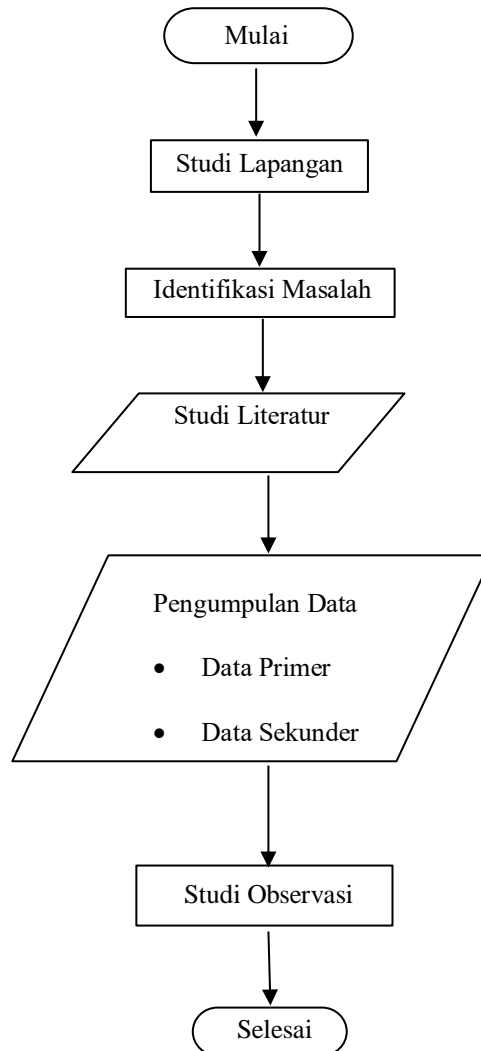 Mulai
Studi Lapangan
Identifikasi Masalah
Studi Literatur
Pengumpulan Data
• Data Primer
• Data Sekunder
Studi Observasi
Selesai